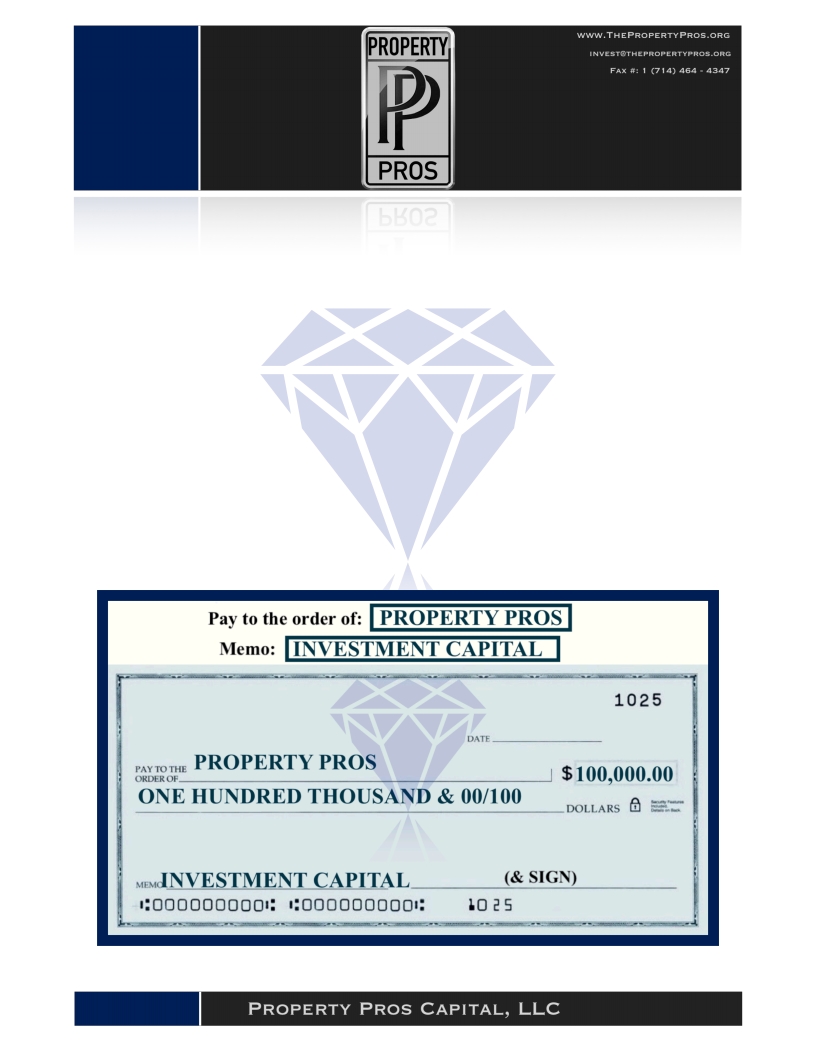 PROPERTY
PP
PROS
www.ThePropertyPros.org
invest@thepropertypros.org
Fax #: 1 (714) 464 - 4347
PROS
Pay to the order of: PROPERTY PROS
Memo: INVESTMENT CAPITAL
1025
DATE
PAY TO THE
ORDER OF PROPERTY PROS
$100,000.00
ONE HUNDRED THOUSAND & 00/100
DOLLARS
Security Features
Included.
Details on Back.
MEMO INVESTMENT CAPITAL
(& SIGN)
⑆000000000⑆ ⑆000000000⑆ 1025
Property Pros Capital, LLC